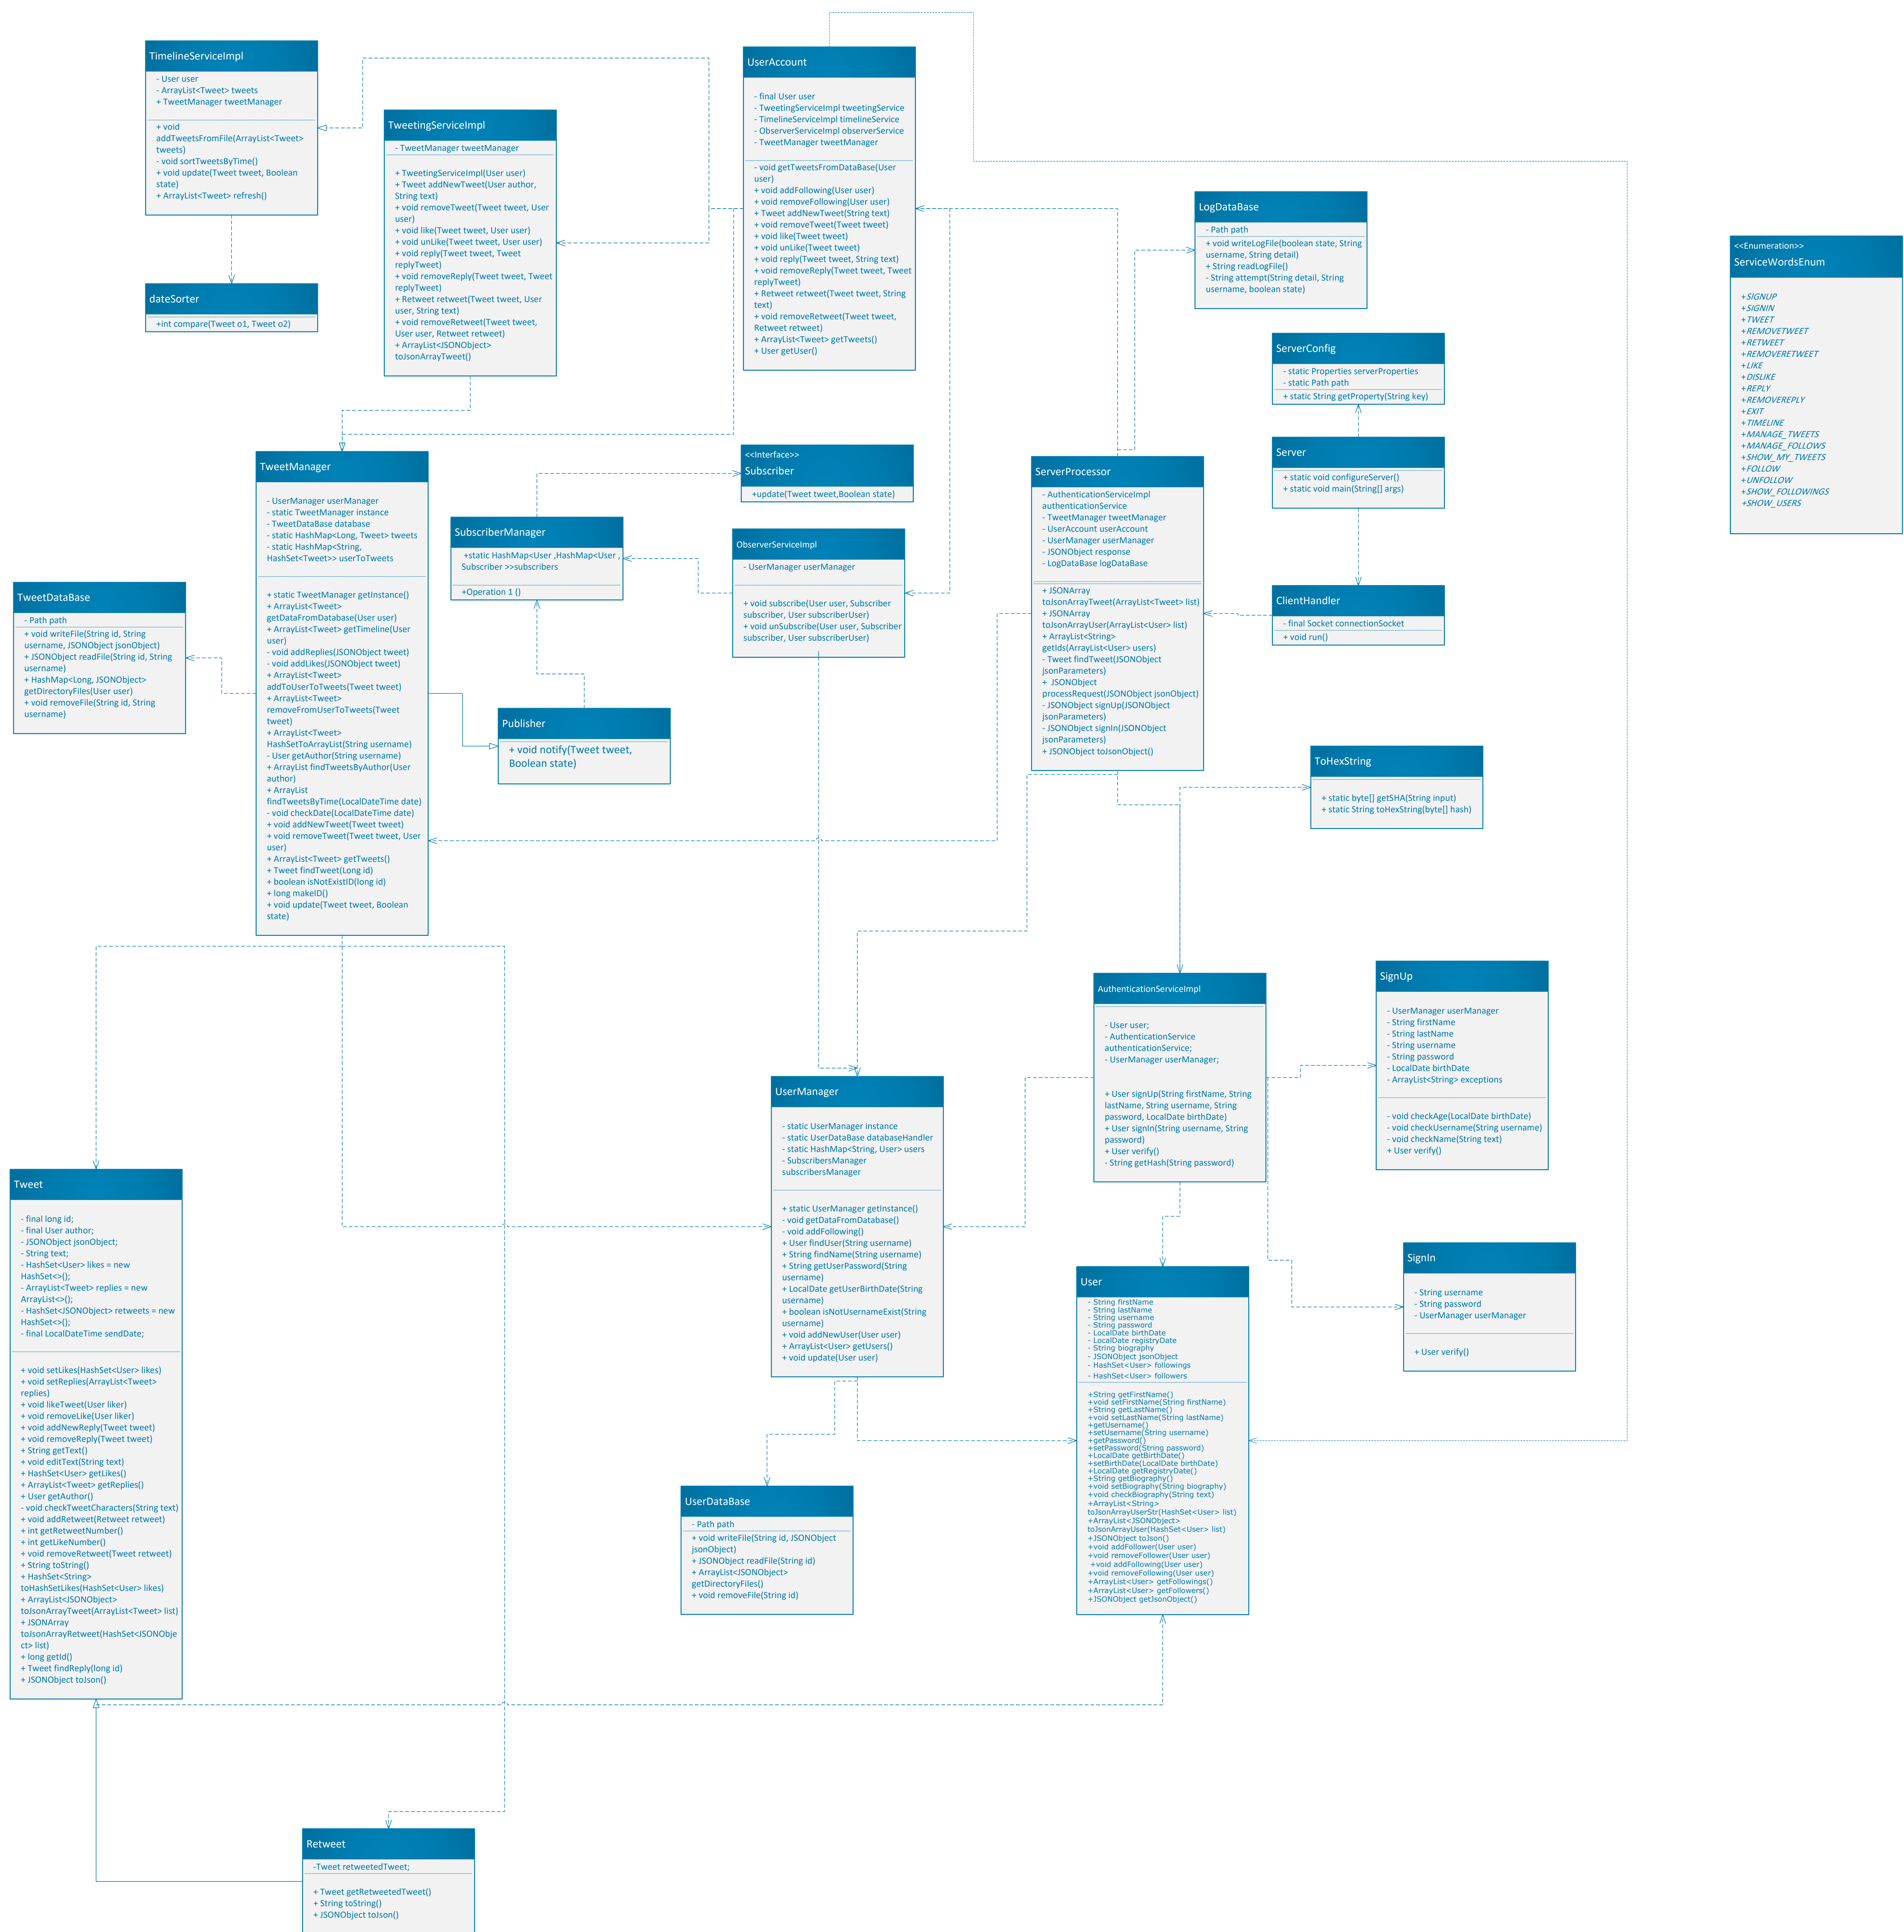 TimelineServiceImpl
- User user
- ArrayList<Tweet> tweets
+ TweetManager tweetManager
+ void
addTweetsFromFile(ArrayList<Tweet>
tweets)
- void sortTweetsByTime()
+ void update(Tweet tweet, Boolean
state)
+ ArrayList<Tweet> refresh()
dateSorter
+int compare(Tweet o1, Tweet o2)
TweetingServiceImpl
- TweetManager tweetManager
+ TweetingServiceImpl(User user)
+ Tweet addNewTweet(User author,
String text)
+ void removeTweet(Tweet tweet, User
user)
+ void like(Tweet tweet, User user)
+ void unLike(Tweet tweet, User user)
+ void reply(Tweet tweet, Tweet
replyTweet)
+ void removeReply(Tweet tweet, Tweet
replyTweet)
+ Retweet retweet(Tweet tweet, User
user, String text)
+ void removeRetweet(Tweet tweet,
User user, Retweet retweet)
+ ArrayList<JSONObject>
toJsonArrayTweet()
UserAccount
- final User user
- TweetingServiceImpl tweetingService
- TimelineServiceImpl timelineService
- ObserverServiceImpl observerService
- TweetManager tweetManager
- void getTweetsFromDataBase(User
user)
+ void addFollowing(User user)
+ void removeFollowing(User user)
+ Tweet addNewTweet(String text)
+ void removeTweet(Tweet tweet)
+ void like(Tweet tweet)
+ void unLike(Tweet tweet)
+ void reply(Tweet tweet, String text)
+ void removeReply(Tweet tweet, Tweet
replyTweet)
+ Retweet retweet(Tweet tweet, String
text)
+ void removeRetweet(Tweet tweet,
Retweet retweet)
+ ArrayList<Tweet> getTweets()
+ User getUser()
LogDataBase
- Path path
+ void writeLogFile(boolean state, String
username, String detail)
+ String readLogFile()
- String attempt(String detail, String
username, boolean state)
<<Enumeration>>
ServiceWordsEnum
+SIGNUP
+SIGNIN
+TWEET
+REMOVETWEET
+RETWEET
+REMOVERETWEET
+LIKE
+DISLIKE
+REPLY
+REMOVEREPLY
+EXIT
+TIMELINE
+MANAGE_TWEETS
+MANAGE_FOLLOWS
+SHOW_MY_TWEETS
+FOLLOW
+UNFOLLOW
+SHOW_FOLLOWINGS
+SHOW_USERS
ServerConfig
- static Properties serverProperties
- static Path path
+ static String getProperty(String key)
Server
+ static void configureServer()
+ static void main(String[] args)
ClientHandler
- final Socket connectionSocket
+ void run()
TweetManager
- UserManager userManager
- static TweetManager instance
- TweetDataBase database
- static HashMap<Long, Tweet> tweets
- static HashMap<String,
HashSet<Tweet>> userToTweets
+ static TweetManager getInstance()
+ ArrayList<Tweet>
getDataFromDatabase(User user)
+ ArrayList<Tweet> getTimeline(User
user)
- void addReplies(JSONObject tweet)
- void addLikes(JSONObject tweet)
+ ArrayList<Tweet>
addToUserToTweets(Tweet tweet)
+ ArrayList<Tweet>
removeFromUserToTweets(Tweet
tweet)
+ ArrayList<Tweet>
HashSetToArrayList(String username)
- User getAuthor(String username)
+ ArrayList findTweetsByAuthor(User
author)
+ ArrayList
findTweetsByTime(LocalDateTime date)
- void checkDate(LocalDateTime date)
+ void addNewTweet(Tweet tweet)
+ void removeTweet(Tweet tweet, User
user)
+ ArrayList<Tweet> getTweets()
+ Tweet findTweet(Long id)
+ boolean isNotExistID(long id)
+ long makeID()
+ void update(Tweet tweet, Boolean
state)
<<Interface>>
Subscriber
+update(Tweet tweet,Boolean state)
SubscriberManager
+static HashMap<User ,HashMap<User ,
Subscriber >>subscribers
+Operation 1 ()
ObserverServiceImpl
- UserManager userManager
+ void subscribe(User user, Subscriber
subscriber, User subscriberUser)
+ void unSubscribe(User user, Subscriber
subscriber, User subscriberUser)
ServerProcessor
- AuthenticationServiceImpl
authenticationService
- TweetManager tweetManager
- UserAccount userAccount
- UserManager userManager
- JSONObject response
- LogDataBase logDataBase
+ JSONArray
toJsonArrayTweet(ArrayList<Tweet> list)
+ JSONArray
toJsonArrayUser(ArrayList<User> list)
+ ArrayList<String>
getIds(ArrayList<User> users)
- Tweet findTweet(JSONObject
jsonParameters)
+  JSONObject
processRequest(JSONObject jsonObject)
- JSONObject signUp(JSONObject
jsonParameters)
- JSONObject signIn(JSONObject
jsonParameters)
+ JSONObject toJsonObject()
TweetDataBase
- Path path
+ void writeFile(String id, String
username, JSONObject jsonObject)
+ JSONObject readFile(String id, String
username)
+ HashMap<Long, JSONObject>
getDirectoryFiles(User user)
+ void removeFile(String id, String
username)
Publisher
+ void notify(Tweet tweet,
Boolean state)
ToHexString
+ static byte[] getSHA(String input)
+ static String toHexString(byte[] hash)
AuthenticationServiceImpl
- User user;
- AuthenticationService
authenticationService;
- UserManager userManager;
+ User signUp(String firstName, String
lastName, String username, String
password, LocalDate birthDate)
+ User signIn(String username, String
password)
+ User verify()
- String getHash(String password)
SignUp
- UserManager userManager
- String firstName
- String lastName
- String username
- String password
- LocalDate birthDate
- ArrayList<String> exceptions
- void checkAge(LocalDate birthDate)
- void checkUsername(String username)
- void checkName(String text)
+ User verify()
UserManager
- static UserManager instance
- static UserDataBase databaseHandler
- static HashMap<String, User> users
- SubscribersManager
subscribersManager
+ static UserManager getInstance()
- void getDataFromDatabase()
- void addFollowing()
+ User findUser(String username)
+ String findName(String username)
+ String getUserPassword(String
username)
+ LocalDate getUserBirthDate(String
username)
+ boolean isNotUsernameExist(String
username)
+ void addNewUser(User user)
+ ArrayList<User> getUsers()
+ void update(User user)
Tweet
- final long id;
- final User author;
- JSONObject jsonObject;
- String text;
- HashSet<User> likes = new
HashSet<>();
- ArrayList<Tweet> replies = new
ArrayList<>();
- HashSet<JSONObject> retweets = new
HashSet<>();
- final LocalDateTime sendDate;
+ void setLikes(HashSet<User> likes)
+ void setReplies(ArrayList<Tweet>
replies)
+ void likeTweet(User liker)
+ void removeLike(User liker)
+ void addNewReply(Tweet tweet)
+ void removeReply(Tweet tweet)
+ String getText()
+ void editText(String text)
+ HashSet<User> getLikes()
+ ArrayList<Tweet> getReplies()
+ User getAuthor()
- void checkTweetCharacters(String text)
+ void addRetweet(Retweet retweet)
+ int getRetweetNumber()
+ int getLikeNumber()
+ void removeRetweet(Tweet retweet)
+ String toString()
+ HashSet<String>
toHashSetLikes(HashSet<User> likes)
+ ArrayList<JSONObject>
toJsonArrayTweet(ArrayList<Tweet> list)
+ JSONArray
toJsonArrayRetweet(HashSet<JSONObje
ct> list)
+ long getId()
+ Tweet findReply(long id)
+ JSONObject toJson()
SignIn
- String username
- String password
- UserManager userManager
+ User verify()
User
- String firstName
- String lastName
- String username
- String password
- LocalDate birthDate
- LocalDate registryDate
- String biography
- JSONObject jsonObject
- HashSet<User> followings
- HashSet<User> followers
+String getFirstName()
+void setFirstName(String firstName)
+String getLastName()
+void setLastName(String lastName)
+getUsername()
+setUsername(String username)
+getPassword()
+setPassword(String password)
+LocalDate getBirthDate()
+setBirthDate(LocalDate birthDate)
+LocalDate getRegistryDate()
+String getBiography()
+void setBiography(String biography)
+void checkBiography(String text)
+ArrayList<String>
toJsonArrayUserStr(HashSet<User> list)
+ArrayList<JSONObject>
toJsonArrayUser(HashSet<User> list)
+JSONObject toJson()
+void addFollower(User user)
+void removeFollower(User user)
+void addFollowing(User user)
+void removeFollowing(User user)
+ArrayList<User> getFollowings()
+ArrayList<User> getFollowers()
+JSONObject getJsonObject()
UserDataBase
- Path path
+ void writeFile(String id, JSONObject
jsonObject)
+ JSONObject readFile(String id)
+ ArrayList<JSONObject>
getDirectoryFiles()
+ void removeFile(String id)
Retweet
-Tweet retweetedTweet;
+ Tweet getRetweetedTweet()
+ String toString()
+ JSONObject toJson()